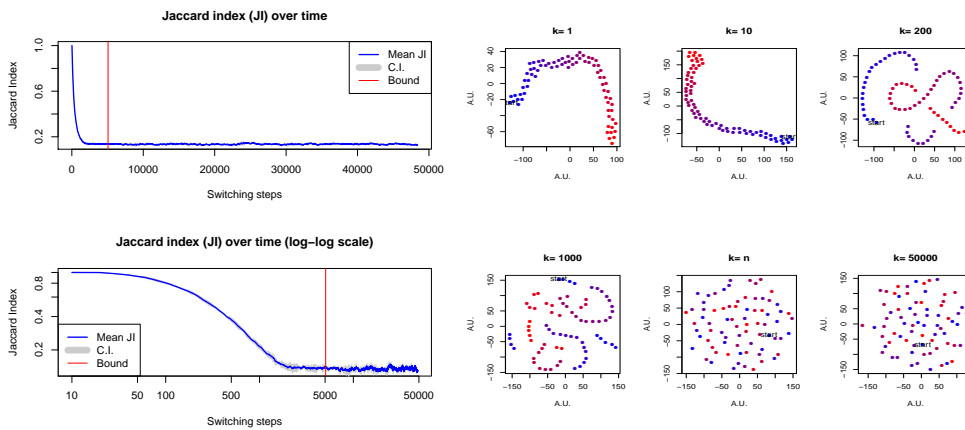 Jaccard index (JI) over time
Jaccard Index
1.0
0.6
0.2
Mean JI
C.I.
Bound
0 10000 20000 30000 40000 50000
Switching steps
k= 1
A.U.
40
20
0
-20
-60
start
-100 -50 0 50 100
A.U.
k= 10
A.U.
150
100
50
0
-50
-100
start
-50 0 50 100 150
A.U.
k= 200
A.U.
100
50
0
-50
-100
start
-100 -50 0 50 100
A.U.
Jaccard index (JI) over time (log-log scale)
Jaccard Index
0.8
0.4
0.2
Mean JI
C.I.
Bound
10 50 100 500 5000 50000
Switching steps
k= 1000
A.U.
150
50
0
-50
-150
start
-150 -50 0 50 150
A.U.
k= n
A.U.
150
100
50
0
-50
-150
start
-150 -50 0 50 150
A.U.
k= 50000
A.U.
150
50
0
-50
-150
start
-150 -50 0 50 100
A.U.